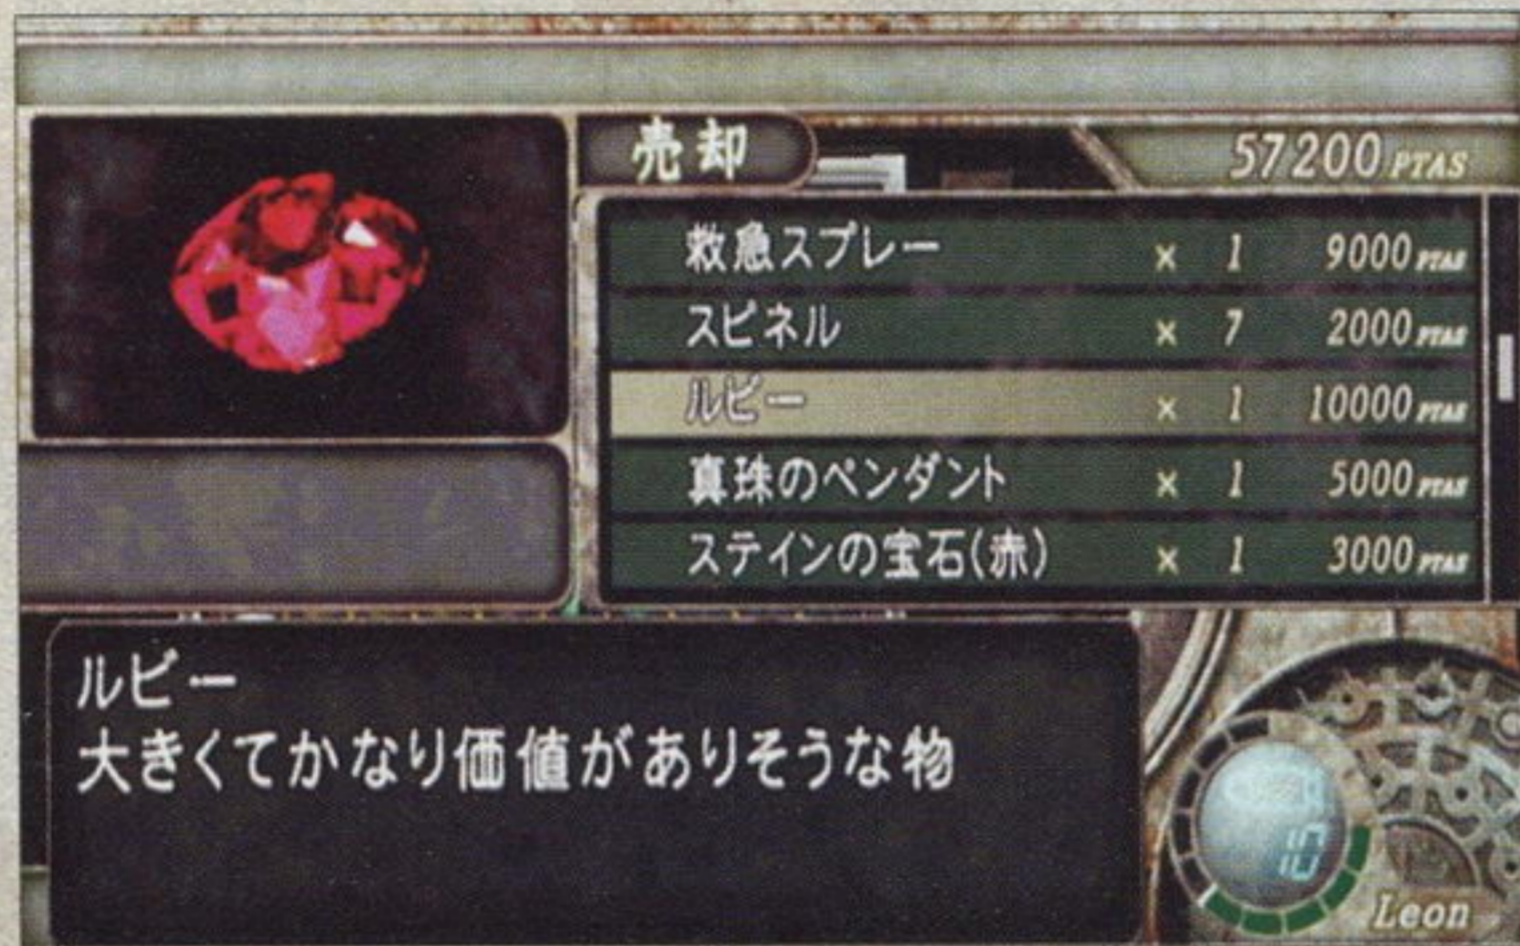 売却
57200 PTAS
救急スプレー × 1 9000 PTAS
スピネル × 7 2000 PTAS
ルビー × 1 10000 PTAS
真珠のペンダント × 1 5000 PTAS
ステインの宝石(赤) × 1 3000 PTAS
ルビー
大きくてかなり価値がありそうな物
10
Leon